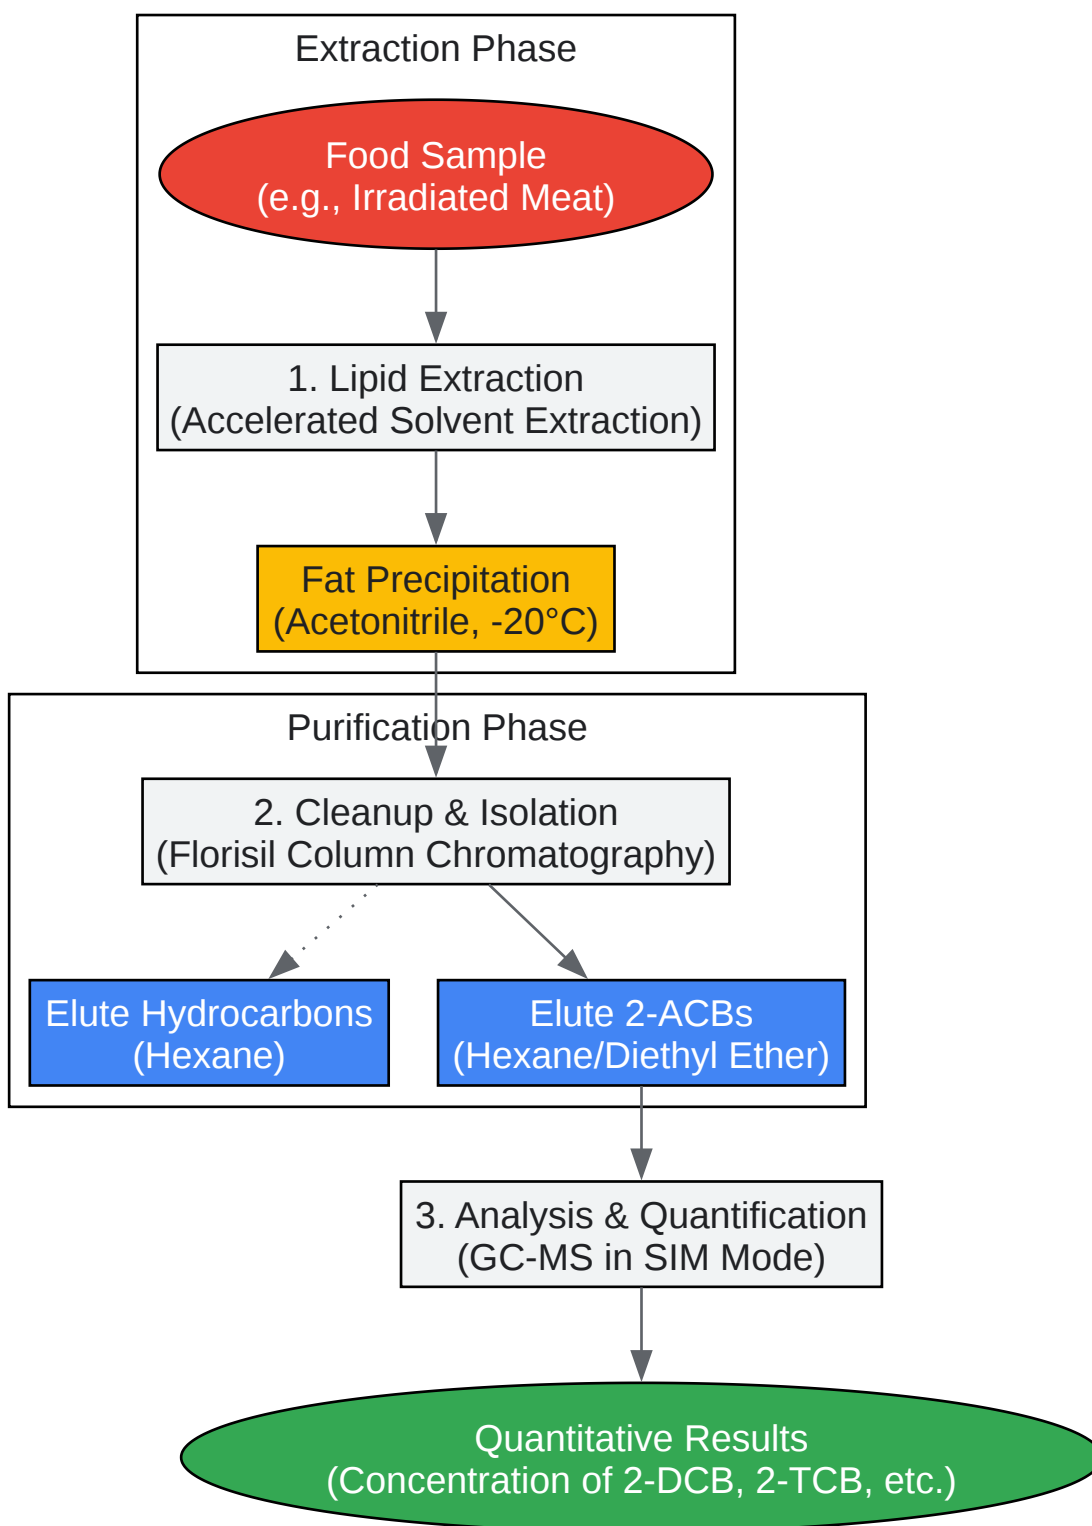 Extraction Phase
Food Sample
(e.g., Irradiated Meat)
1. Lipid Extraction
(Accelerated Solvent Extraction)
Fat Precipitation
(Acetonitrile, -20°C)
Purification Phase
2. Cleanup & Isolation
(Florisil Column Chromatography)
Elute Hydrocarbons
(Hexane)
Elute 2-ACBs
(Hexane/Diethyl Ether)
3. Analysis & Quantification
(GC-MS in SIM Mode)
Quantitative Results
(Concentration of 2-DCB, 2-TCB, etc.)